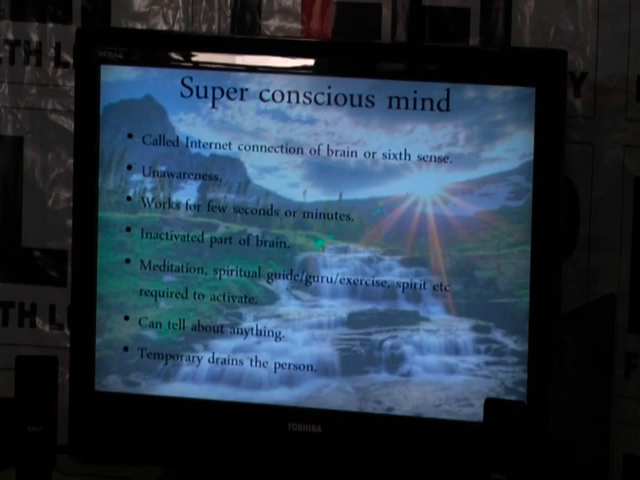 Super conscious mind
• Called Internet connection of brain or sixth sense.
• Unawareness.
• Works for few seconds or minutes.
• Inactivated part of brain.
• Meditation, spiritual guide/guru/exercise, spirit etc
required to activate.
• Can tell about anything.
• Temporary drains the person.
TOSHIBA